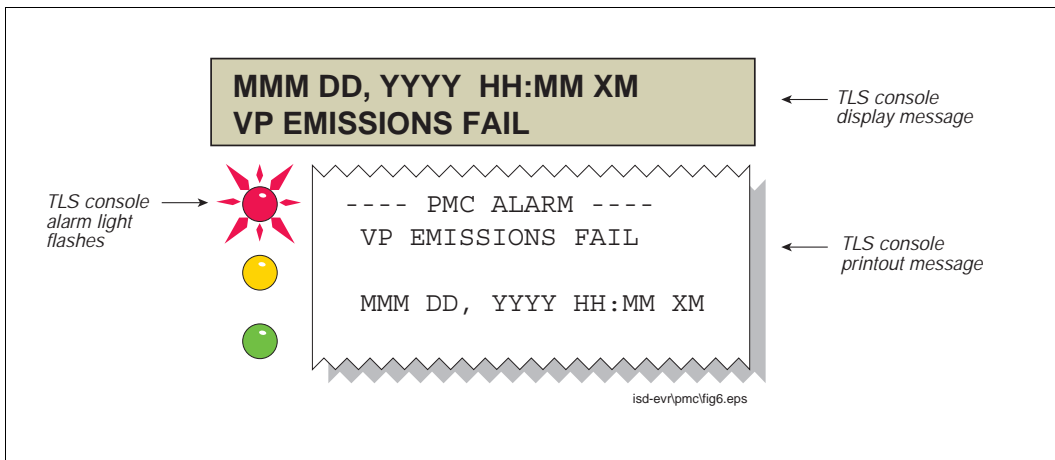 MMM DD, YYYY HH:MM XM
VP EMISSIONS FAIL
TLS console
display message
TLS console
alarm light
flashes
---- PMC ALARM ----
VP EMISSIONS FAIL
MMM DD, YYYY HH:MM XM
TLS console
printout message
isd-evr\pmc\fig6.eps